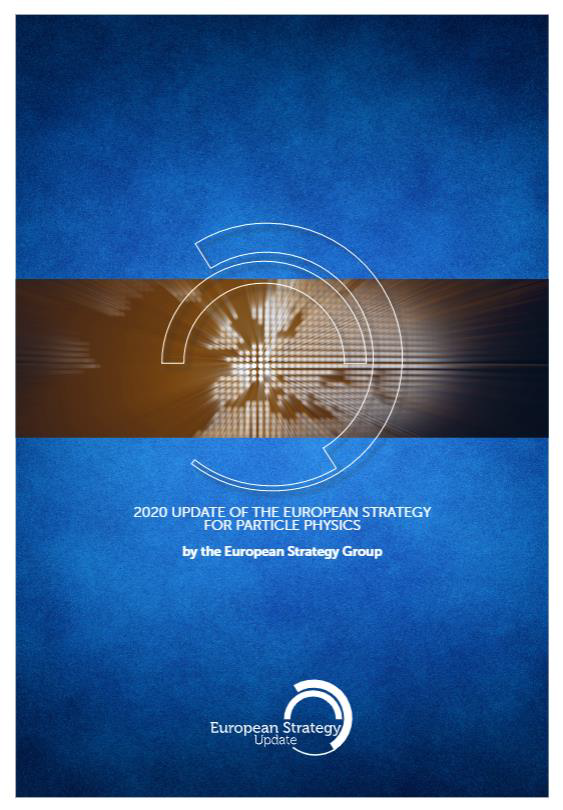 2020 UPDATE OF THE EUROPEAN STRATEGY
FOR PARTICLE PHYSICS
by the European Strategy Group
European Strategy
Update